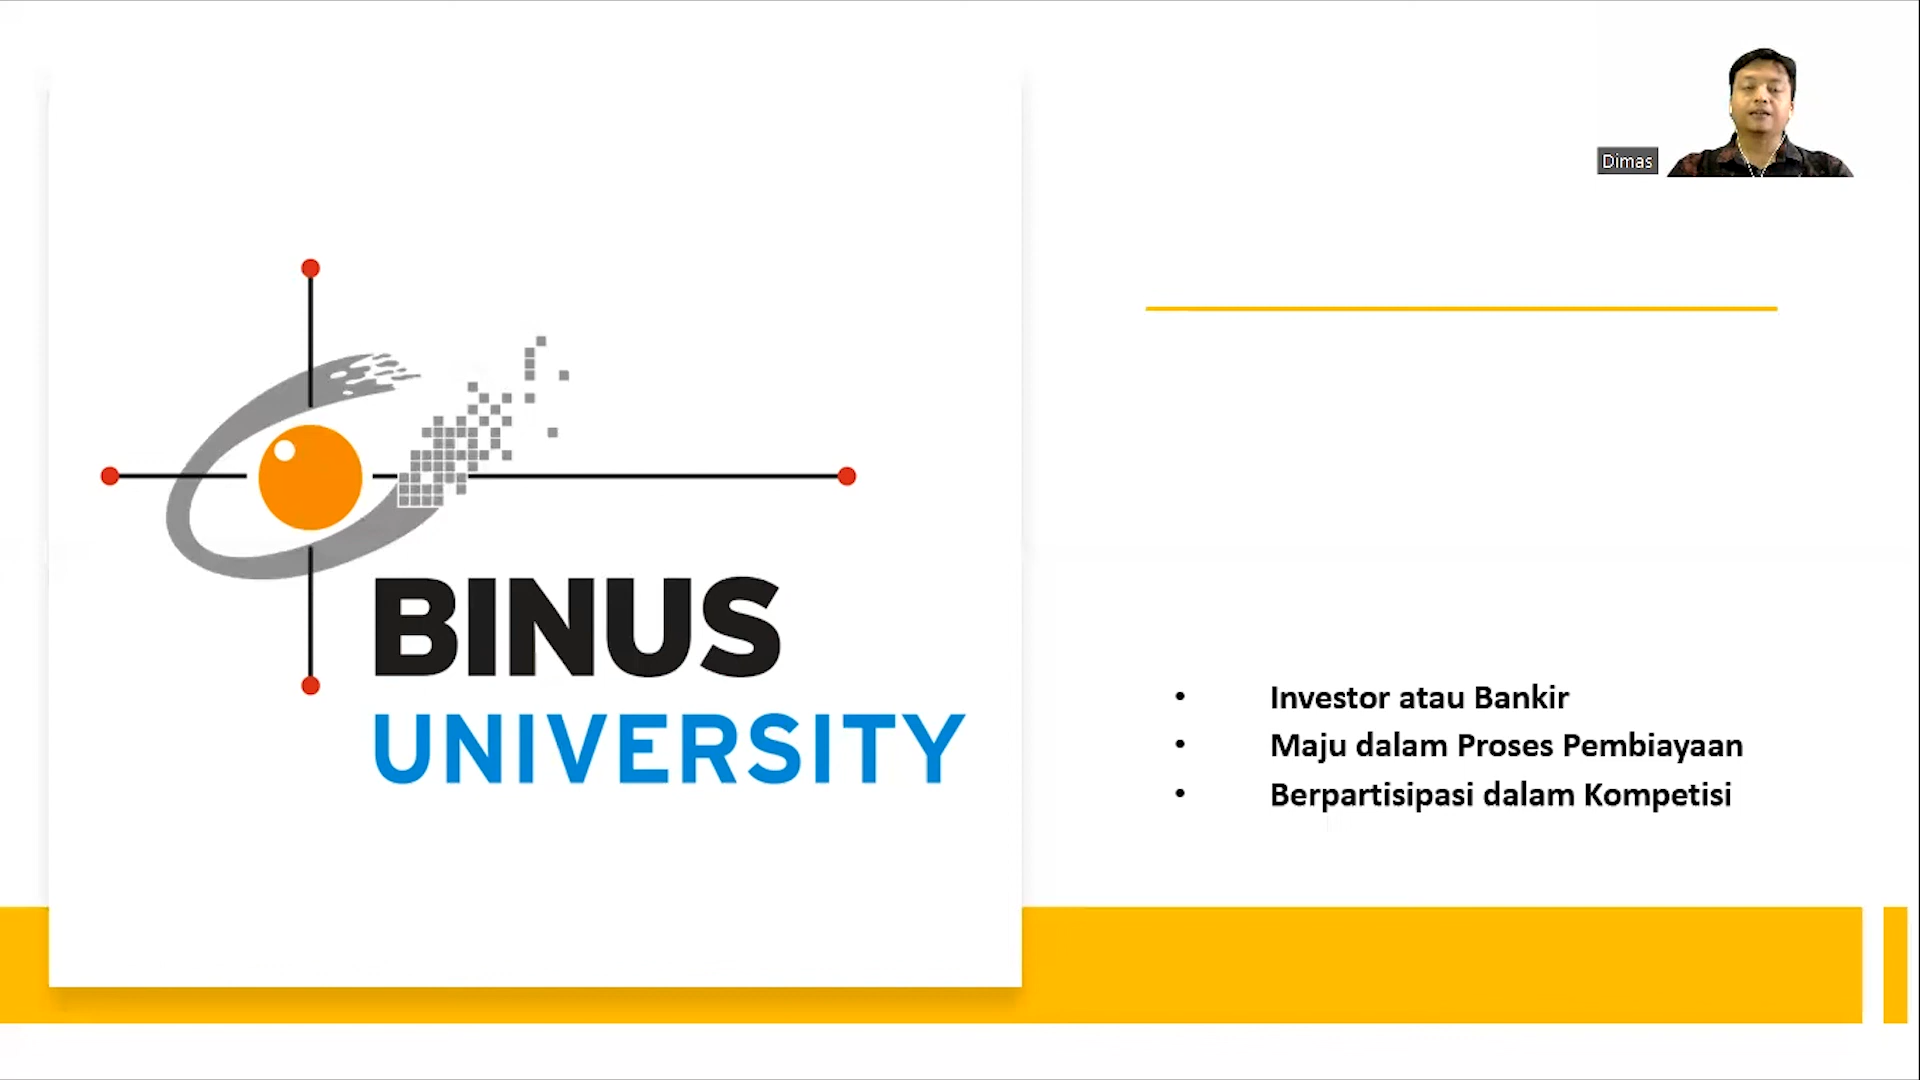 Dimas
BINUS
UNIVERSITY
• Investor atau Bankir
• Maju dalam Proses Pembiayaan
• Berpartisipasi dalam Kompetisi